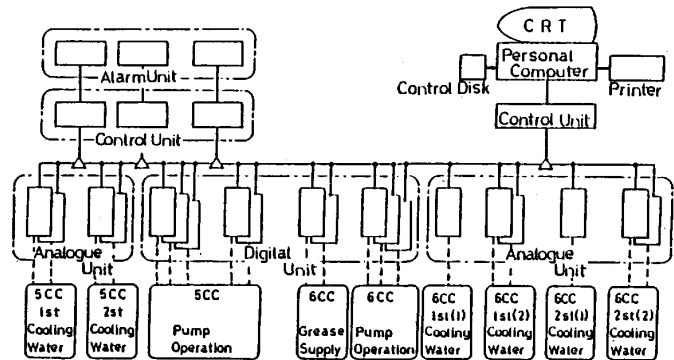 CRT
Personal
Computer
Control Disk
Printer
Control Unit
Alarm Unit
Control Unit
Analogue
Unit
Digital
Unit
Analogue
Unit
5CC
1st
Cooling
Water
5CC
2st
Cooling
Water
5CC
Pump
Operation
6CC
Grease
Supply
6CC
Pump
Operation
6CC
1st(1)
Cooling
Water
6CC
1st(2)
Cooling
Water
6CC
2st(1)
Cooling
Water
6CC
2st(2)
Cooling
Water